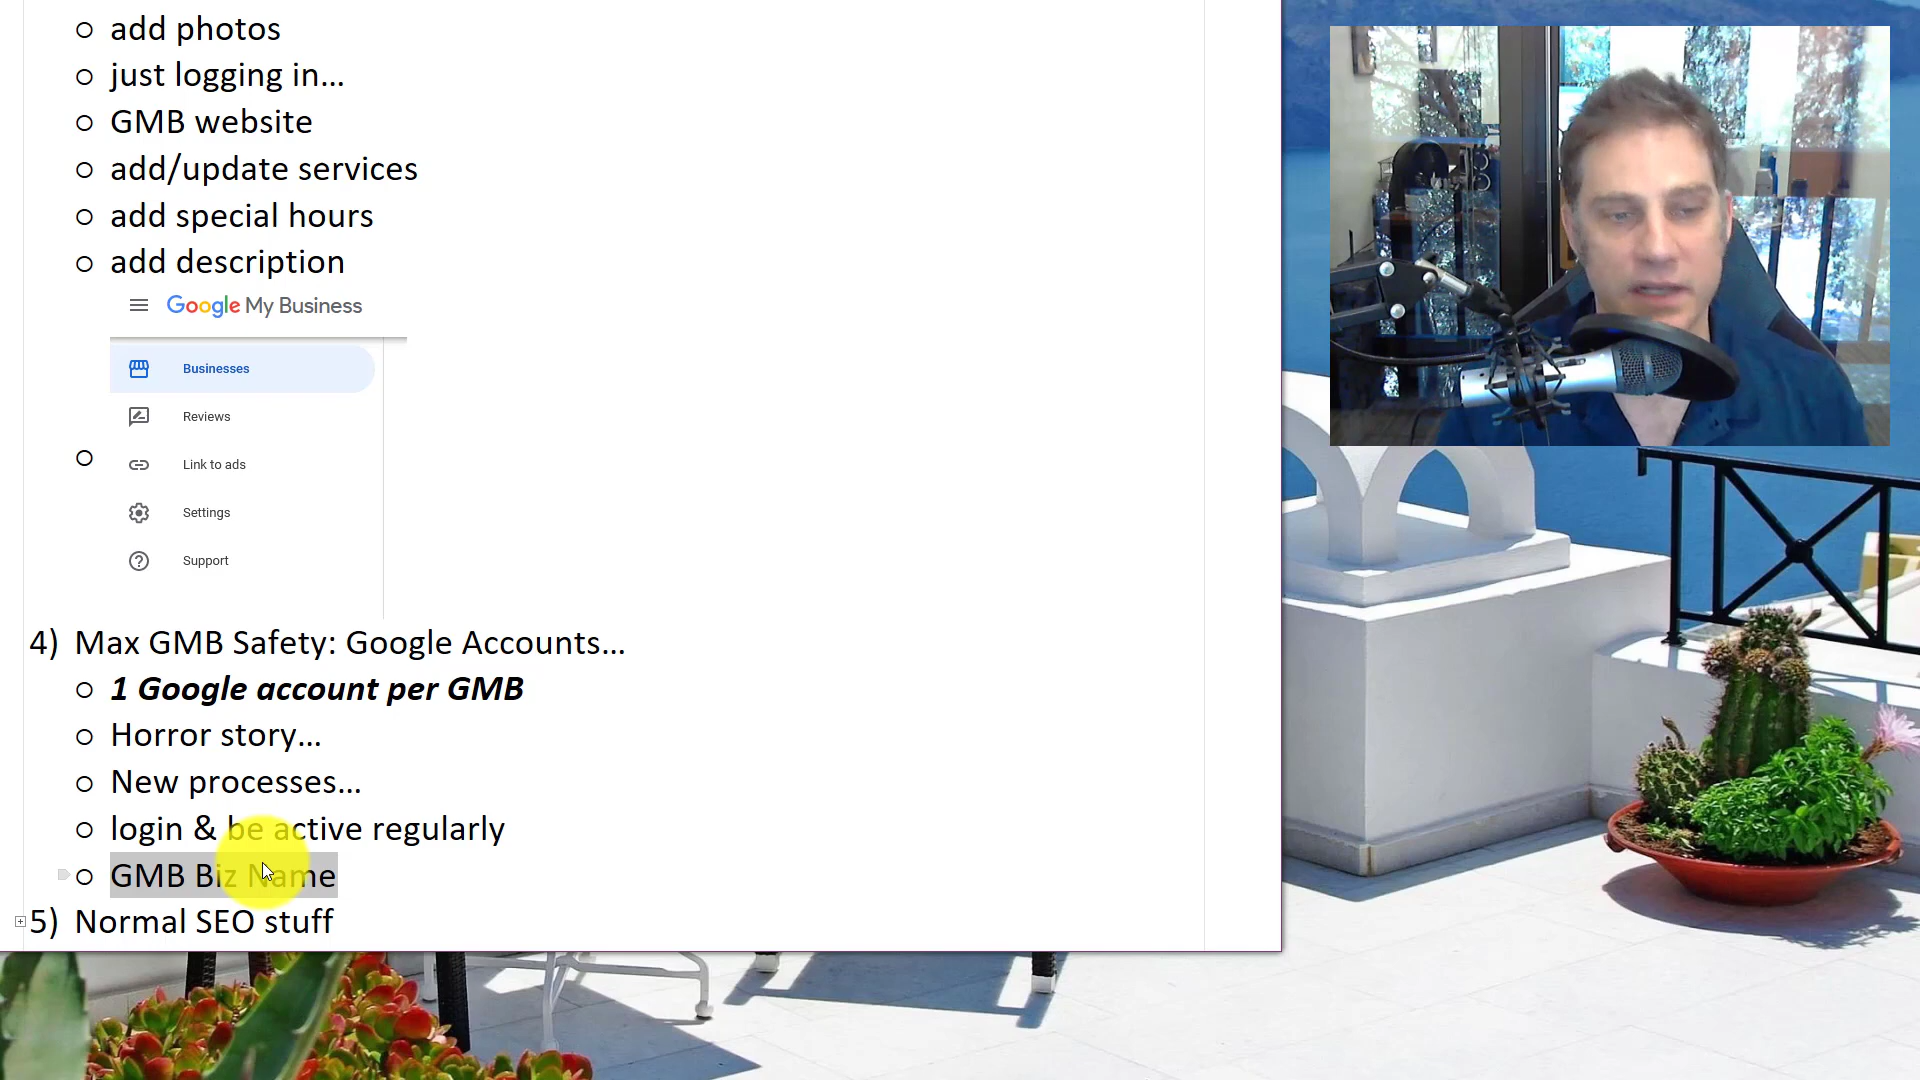 add photos
just logging in...
GMB website
add/update services
add special hours
add description
Google My Business
Businesses
Reviews
Link to ads
Settings
Support
4) Max GMB Safety: Google Accounts...
1 Google account per GMB
Horror story...
New processes...
login & be active regularly
GMB Biz Name
5) Normal SEO stuff